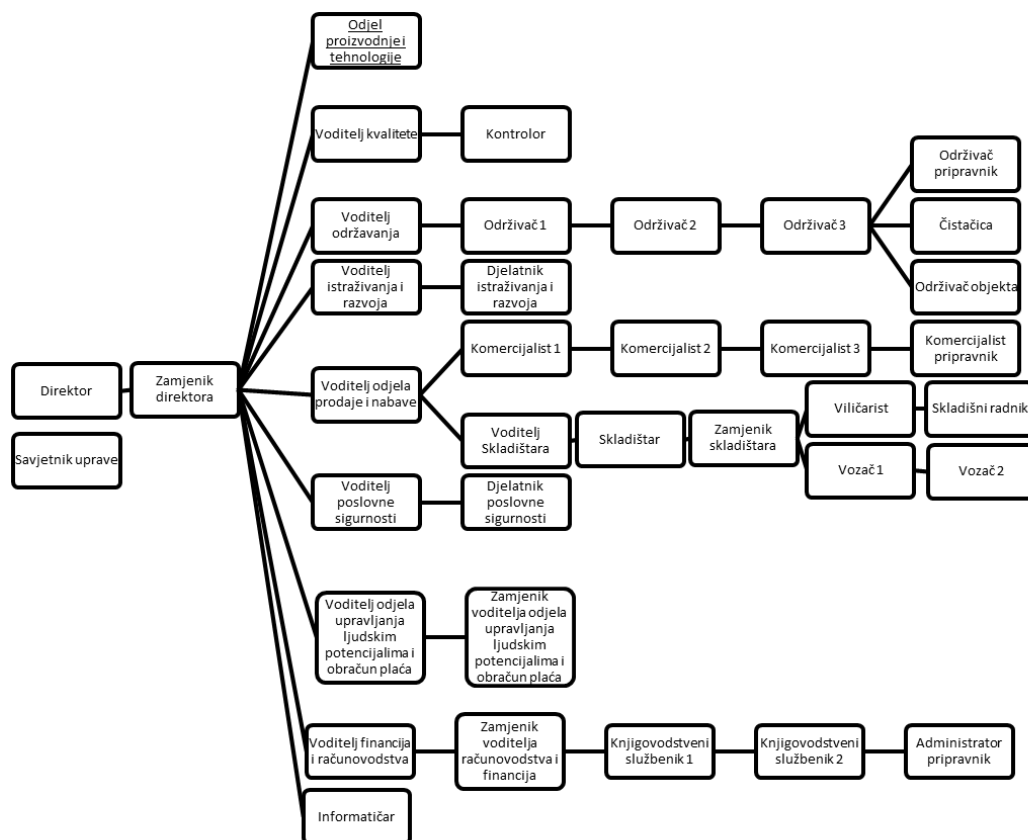 Odjel
proizvodnje i
tehnologije
Voditelj kvalitete
Kontrolor
Voditelj
održavanja
Održivač 1
Održivač 2
Održivač 3
Održivač
pripravnik
Čistačica
Održivač objekta
Voditelj
istraživanja i
razvoja
Djelatnik
istraživanja i
razvoja
Direktor
Zamjenik
direktora
Savjetnik uprave
Voditelj odjela
prodaje i nabave
Komercijalist 1
Komercijalist 2
Komercijalist 3
Komercijalist
pripravnik
Voditelj
Skladištara
Skladištar
Zamjenik
skladištara
Viličarist
Skladišni radnik
Vozač 1
Vozač 2
Voditelj
poslovne
sigurnosti
Djelatnik
poslovne
sigurnosti
Voditelj odjela
upravljanja
ljudskim
potencijalima i
obračun plaća
Zamjenik
voditelja odjela
upravljanja
ljudskim
potencijalima i
obračun plaća
Voditelj financija
i računovodstva
Zamjenik
voditelja
računovodstva i
financija
Knjigovodstveni
službenik 1
Knjigovodstveni
službenik 2
Administrator
pripravnik
Informatičar